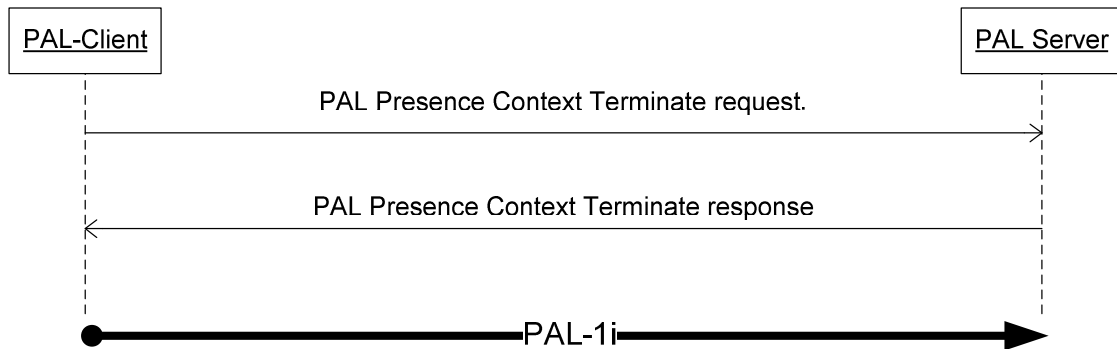 PAL-Client
PAL Server
PAL Presence Context Terminate request.
PAL Presence Context Terminate response
PAL-1i